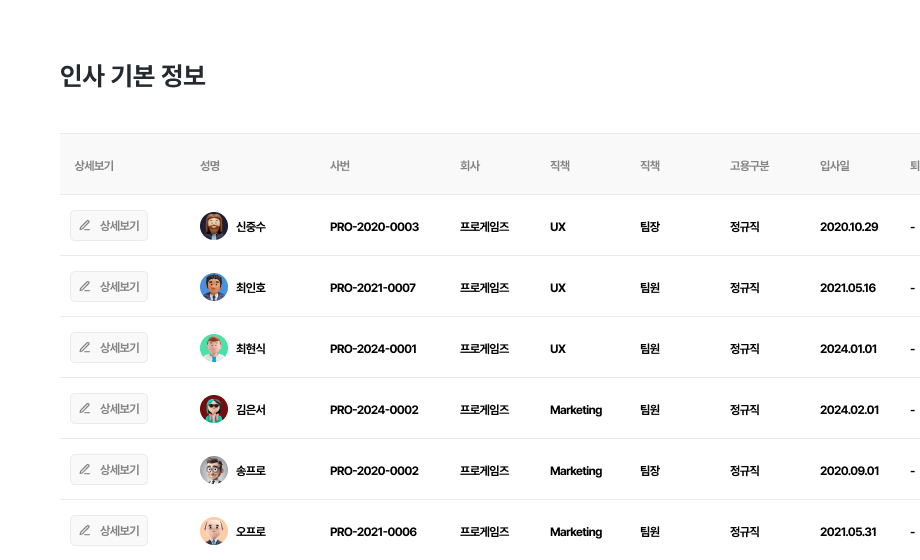 인사 기본 정보
상세보기 성명 사번 회사 직책 직책 고용구분 입사일 퇴
상세보기 신중수 PRO-2020-0003 프로게임즈 UX 팀장 정규직 2020.10.29 -
상세보기 최인호 PRO-2021-0007 프로게임즈 UX 팀원 정규직 2021.05.16 -
상세보기 최현식 PRO-2024-0001 프로게임즈 UX 팀원 정규직 2024.01.01 -
상세보기 김은서 PRO-2024-0002 프로게임즈 Marketing 팀원 정규직 2024.02.01 -
상세보기 송프로 PRO-2020-0002 프로게임즈 Marketing 팀장 정규직 2020.09.01 -
상세보기 오프로 PRO-2021-0006 프로게임즈 Marketing 팀원 정규직 2021.05.31 -